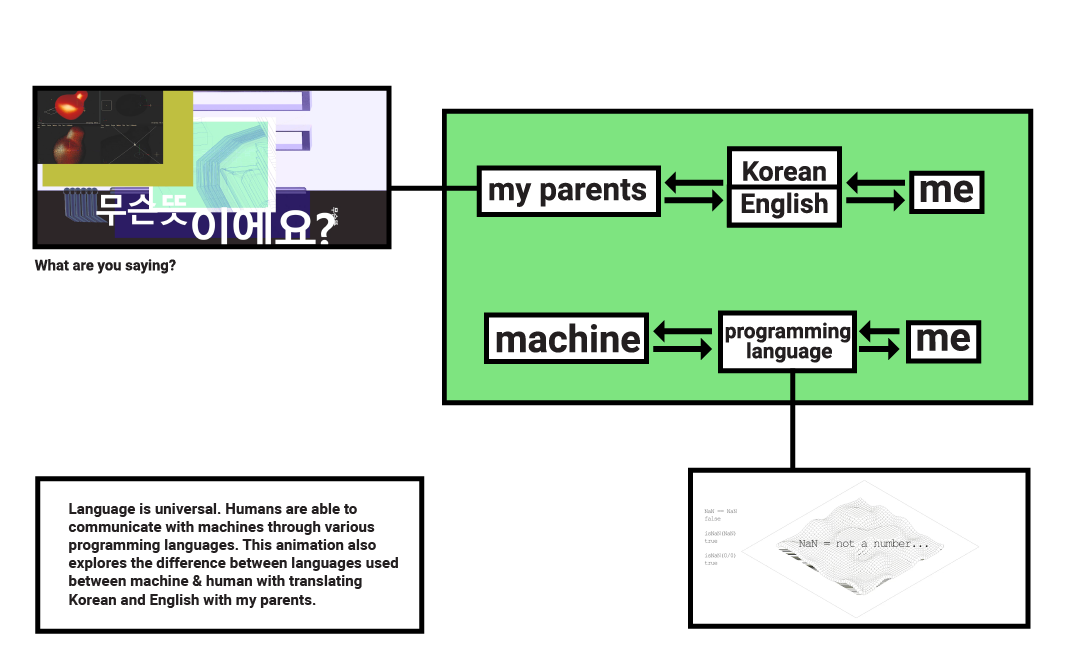 무슨뜻
이에요?
What are you saying?
my parents
Korean
English
me
machine
programming
language
me
Language is universal. Humans are able to
communicate with machines through various
programming languages. This animation also
explores the difference between languages used
between machine & human with translating
Korean and English with my parents.
NaN == NaN
false
isNaN(NaN)
true
isNaN(0/0)
true
NaN = not a number...